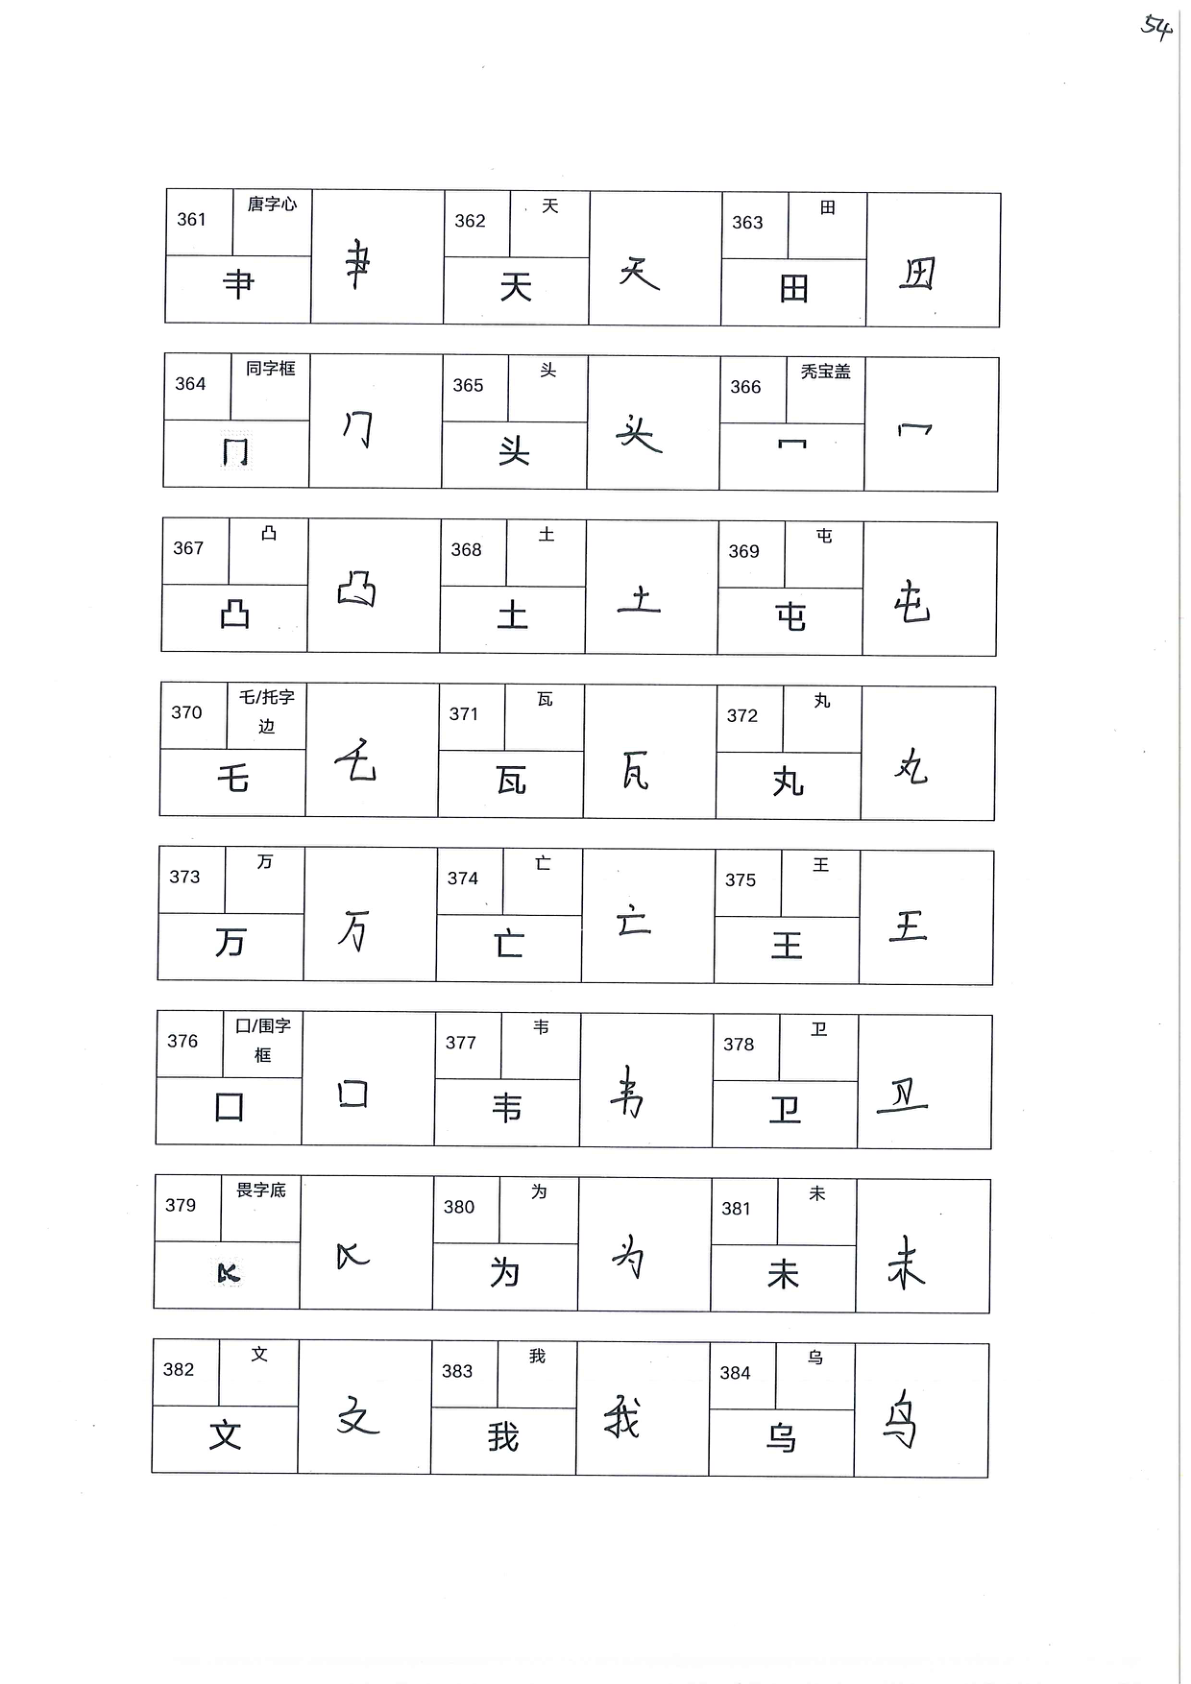 54
361 唐字心 肀 肀 362 天 天 天 363 田 田 田
364 同字框 冂 冂 365 头 头 头 366 秃宝盖 冖 冖
367 凸 凸 凸 368 土 土 土 369 屯 屯 屯
370 乇/托字边 乇 乇 371 瓦 瓦 瓦 372 丸 丸 丸
373 万 万 万 374 亡 亡 亡 375 王 王 王
376 囗/围字框 囗 囗 377 韦 韦 韦 378 卫 卫 卫
379 畏字底 380 为 为 为 381 未 未 未
382 文 文 文 383 我 我 我 384 乌 乌 乌